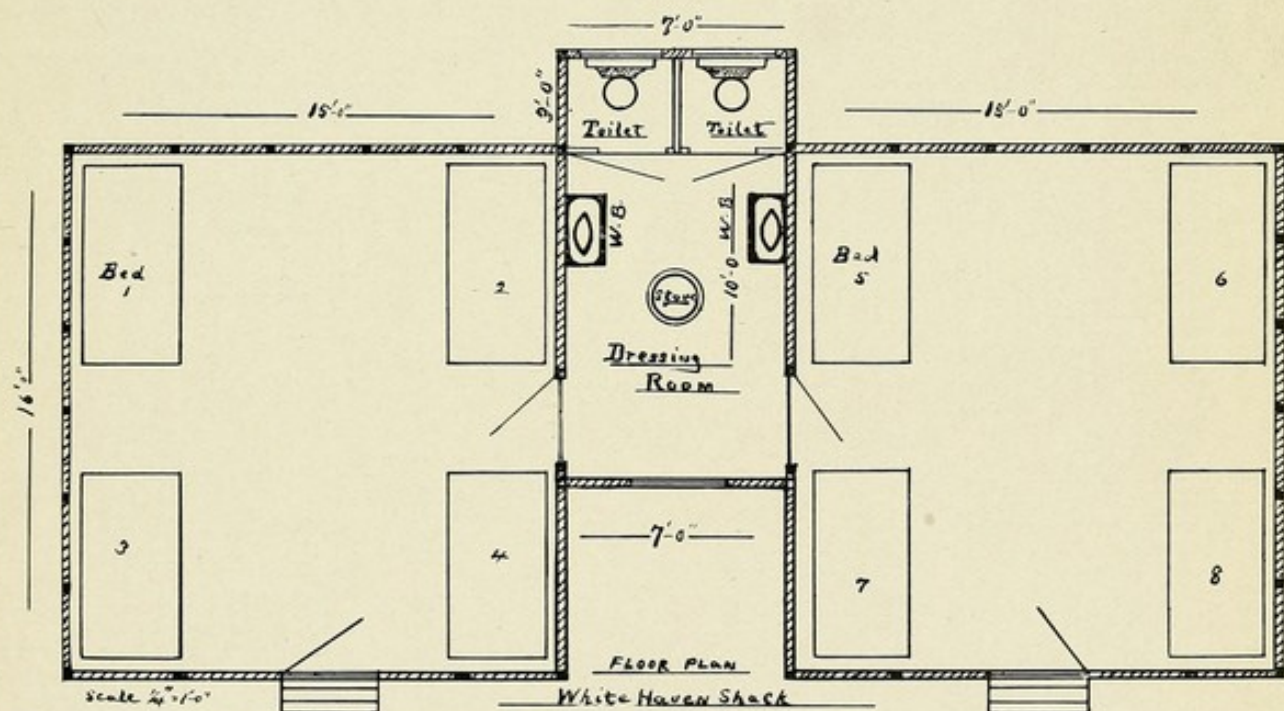 7'-0"
15'-0"
9'-0"
15'-0"
Toilet
Toilet
W.B.
W.B
Bed
1
2
Stove
10'-0
Bed
5
6
Dressing
Room
16'-0"
3
4
7'-0"
7
8
FLOOR PLAN
Scale ¼"=1'-0"
White Haven Shack